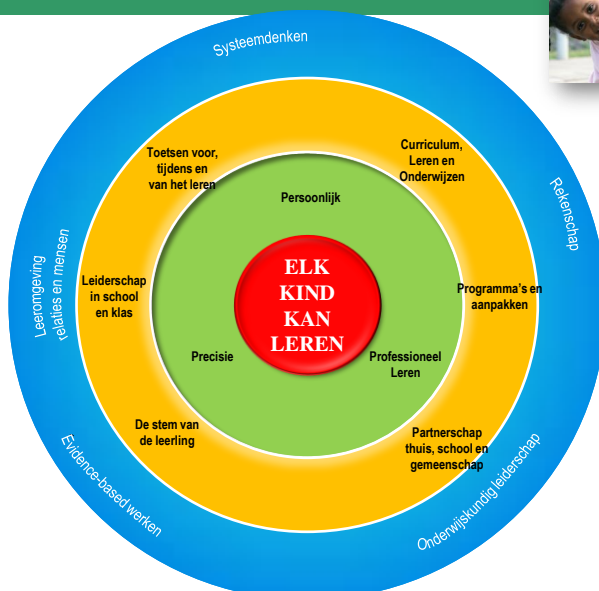 Systeemdenken
Toetsen voor,
tijdens en
van het leren
Curriculum,
Leren en
Onderwijzen
Rekenschap
Persoonlijk
Leeromgeving
relaties en mensen
Leiderschap
in school
en klas
ELK
KIND
KAN
LEREN
Programma's en
aanpakken
Precisie
Professioneel
Leren
De stem van
de leerling
Partnerschap
thuis, school en
gemeenschap
Evidence-based werken
Onderwijskundig leiderschap